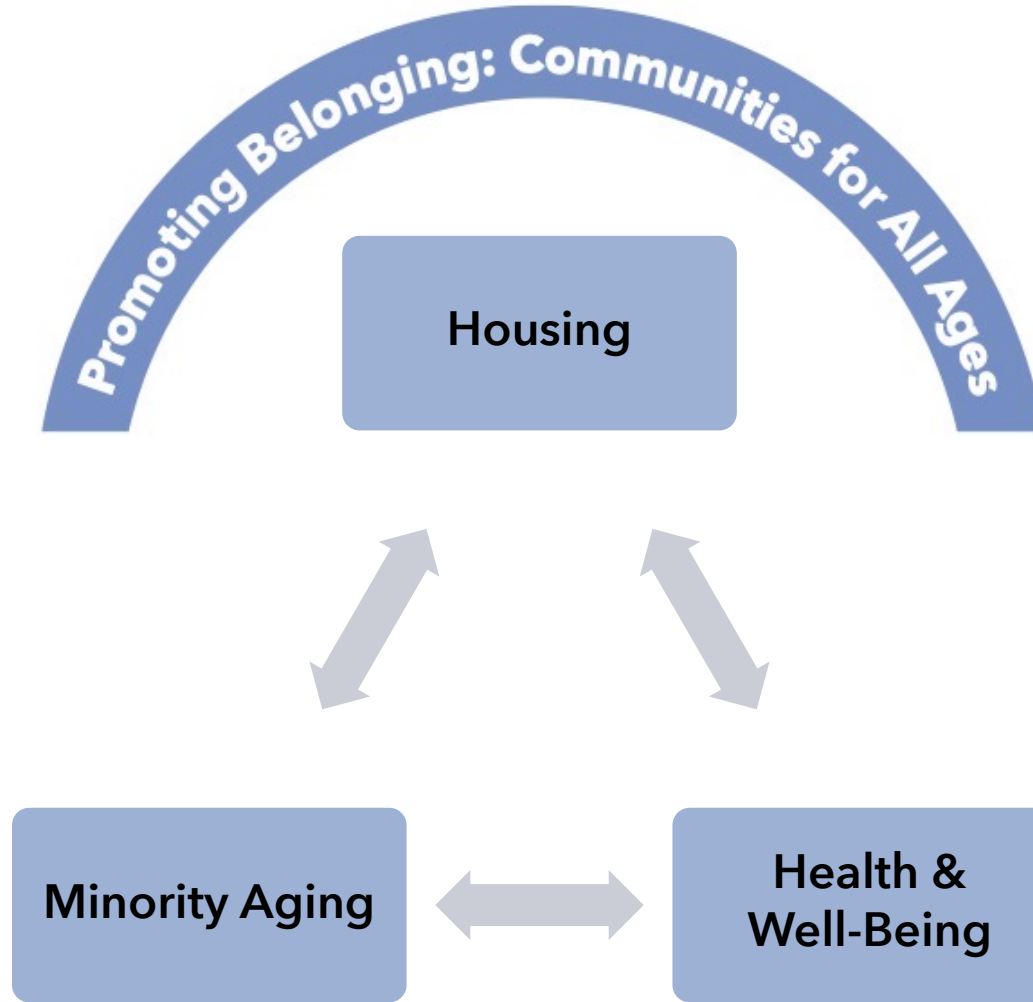 Promoting Belonging: Communities for All Ages
Housing
Minority Aging
Health &
Well-Being